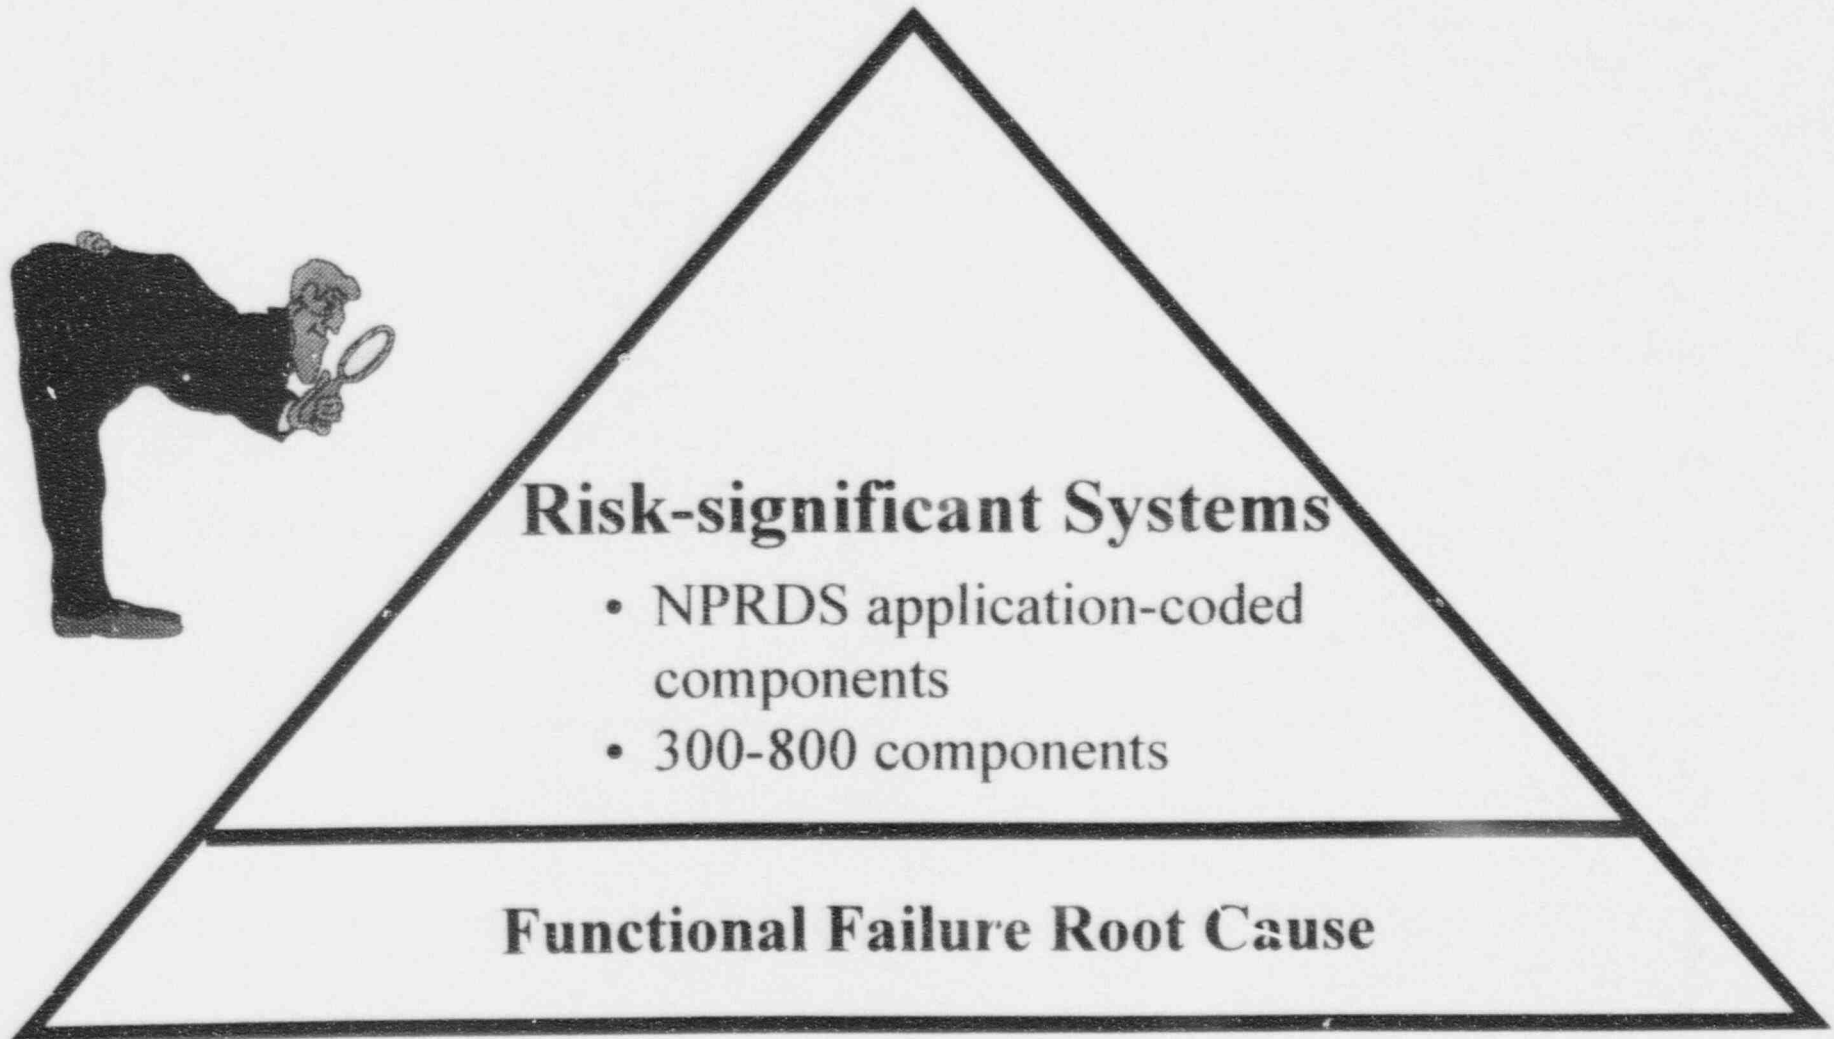 Risk-significant Systems
• NPRDS application-coded
components
• 300-800 components
Functional Failure Root Cause